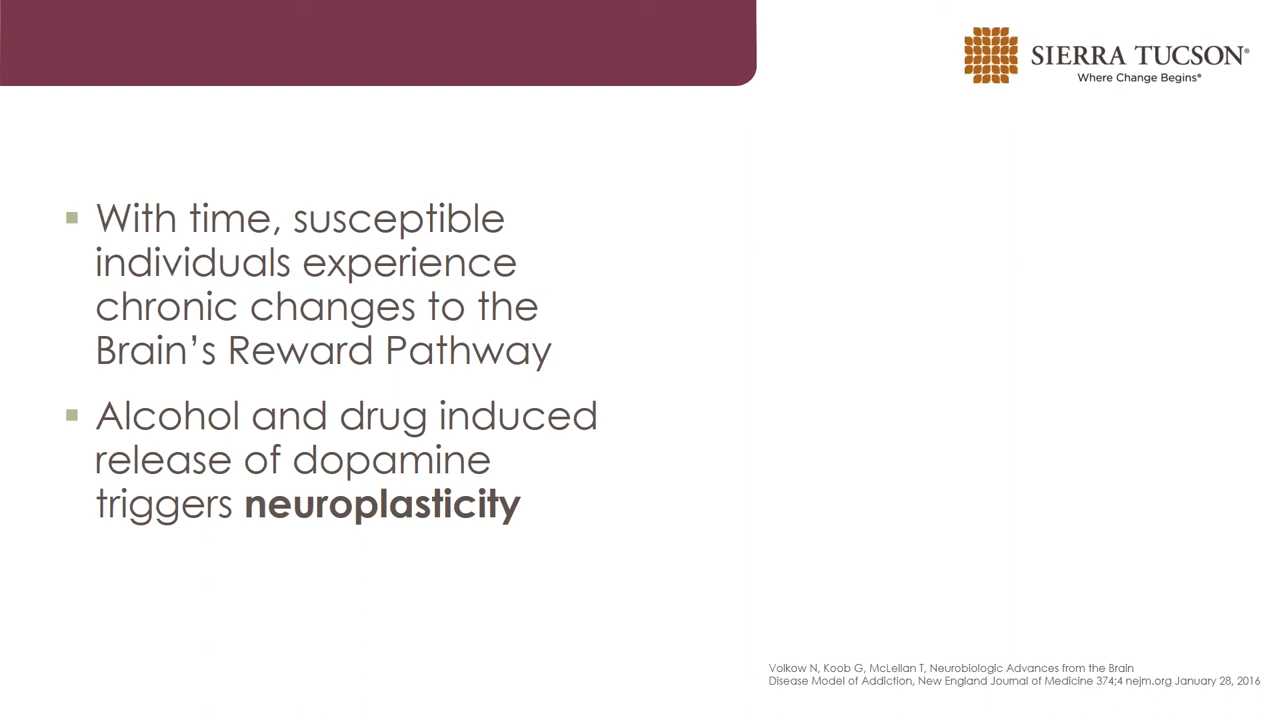 SIERRA TUCSON®
Where Change Begins®
▪ With time, susceptible
individuals experience
chronic changes to the
Brain’s Reward Pathway
▪ Alcohol and drug induced
release of dopamine
triggers neuroplasticity
Volkow N, Koob G, McLellan T, Neurobiologic Advances from the Brain
Disease Model of Addiction, New England Journal of Medicine 374;4 nejm.org January 28, 2016